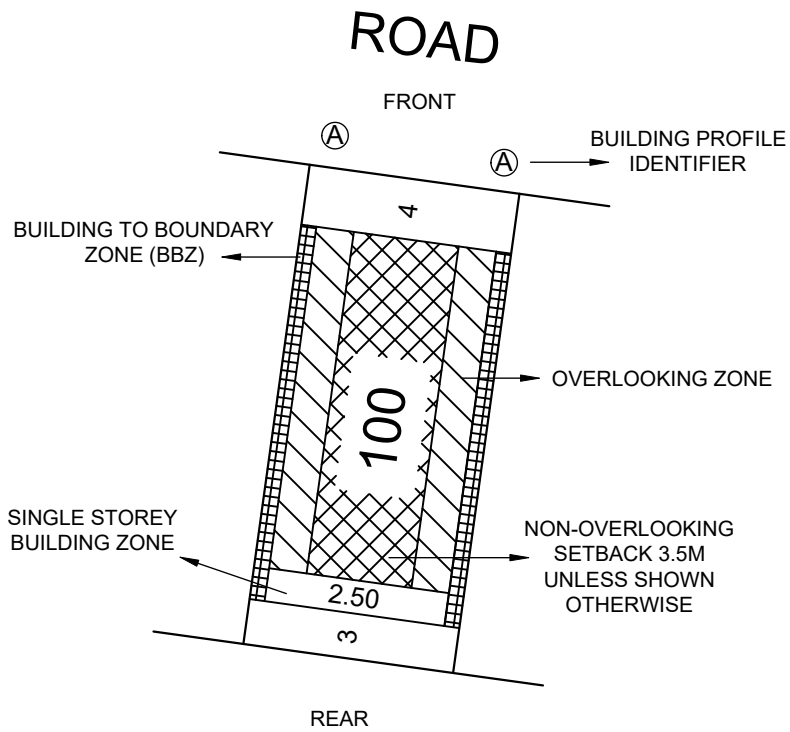 ROAD
FRONT
A
A
BUILDING PROFILE
IDENTIFIER
4
BUILDING TO BOUNDARY
ZONE (BBZ)
OVERLOOKING ZONE
100
SINGLE STOREY
BUILDING ZONE
NON-OVERLOOKING
SETBACK 3.5M
UNLESS SHOWN
OTHERWISE
2.50
3
REAR